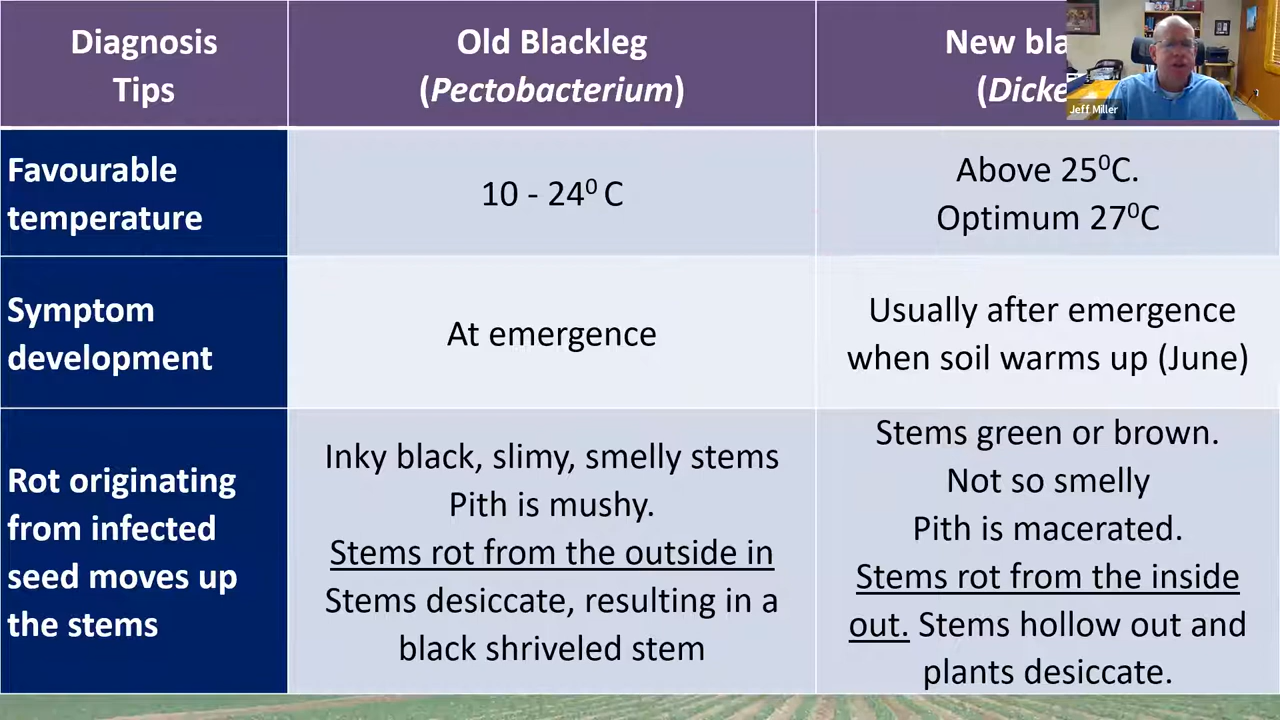 Diagnosis
Tips
Old Blackleg
(Pectobacterium)
New bla
(Dicke
Jeff Miller
Favourable
temperature
10 - 24⁰ C
Above 25⁰C.
Optimum 27⁰C
Symptom
development
At emergence
Usually after emergence
when soil warms up (June)
Rot originating
from infected
seed moves up
the stems
Inky black, slimy, smelly stems
Pith is mushy.
Stems rot from the outside in
Stems desiccate, resulting in a
black shriveled stem
Stems green or brown.
Not so smelly
Pith is macerated.
Stems rot from the inside
out. Stems hollow out and
plants desiccate.